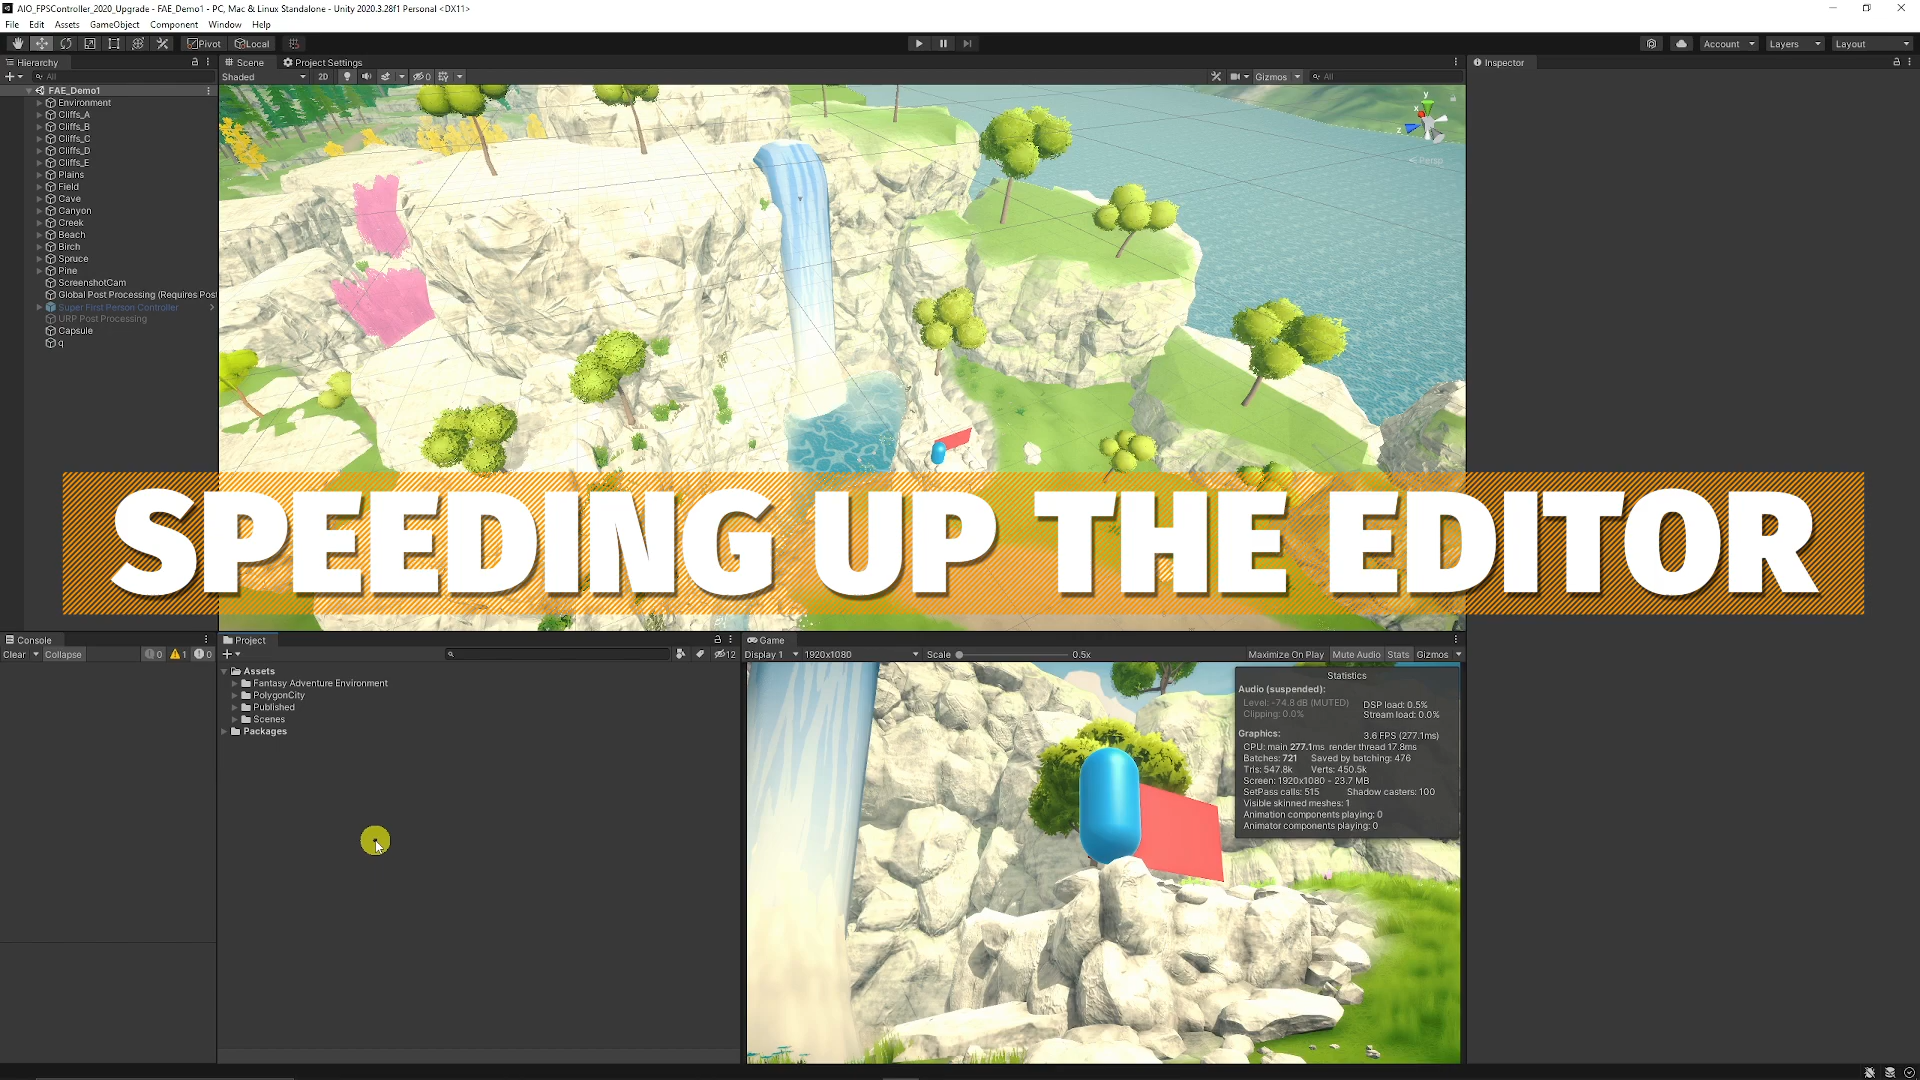 AIO_FPSController_2020_Upgrade - FAE_Demo1 - PC, Mac & Linux Standalone - Unity 2020.3.28f1 Personal <DX11>
File Edit Assets GameObject Component Window Help
Pivot Local Account Layers Layout
Hierarchy Scene Project Settings Inspector
All Shaded 2D 0 Gizmos All
FAE_Demo1
Environment
Cliffs_A
Cliffs_B
Cliffs_C
Cliffs_D
Cliffs_E
Plains
Field
Cave
Canyon
Creek
Beach
Birch
Spruce
Pine
ScreenshotCam
Global Post Processing (Requires Post
Super First Person Controller
URP Post Processing
Capsule
q
y
x
z
Persp
SPEEDING UP THE EDITOR
Console
Clear Collapse 0 1 0
Project
12
Assets
Fantasy Adventure Environment
PolygonCity
Published
Scenes
Packages
Game
Display 1 1920x1080 Scale 0.5x Maximize On Play Mute Audio Stats Gizmos
Statistics
Audio (suspended):
Level: -74.8 dB (MUTED) DSP load: 0.5%
Clipping: 0.0% Stream load: 0.0%
Graphics: 3.6 FPS (277.1ms)
CPU: main 277.1ms render thread 17.8ms
Batches: 721 Saved by batching: 476
Tris: 547.8k Verts: 450.5k
Screen: 1920x1080 - 23.7 MB
SetPass calls: 515 Shadow casters: 100
Visible skinned meshes: 1
Animation components playing: 0
Animator components playing: 0